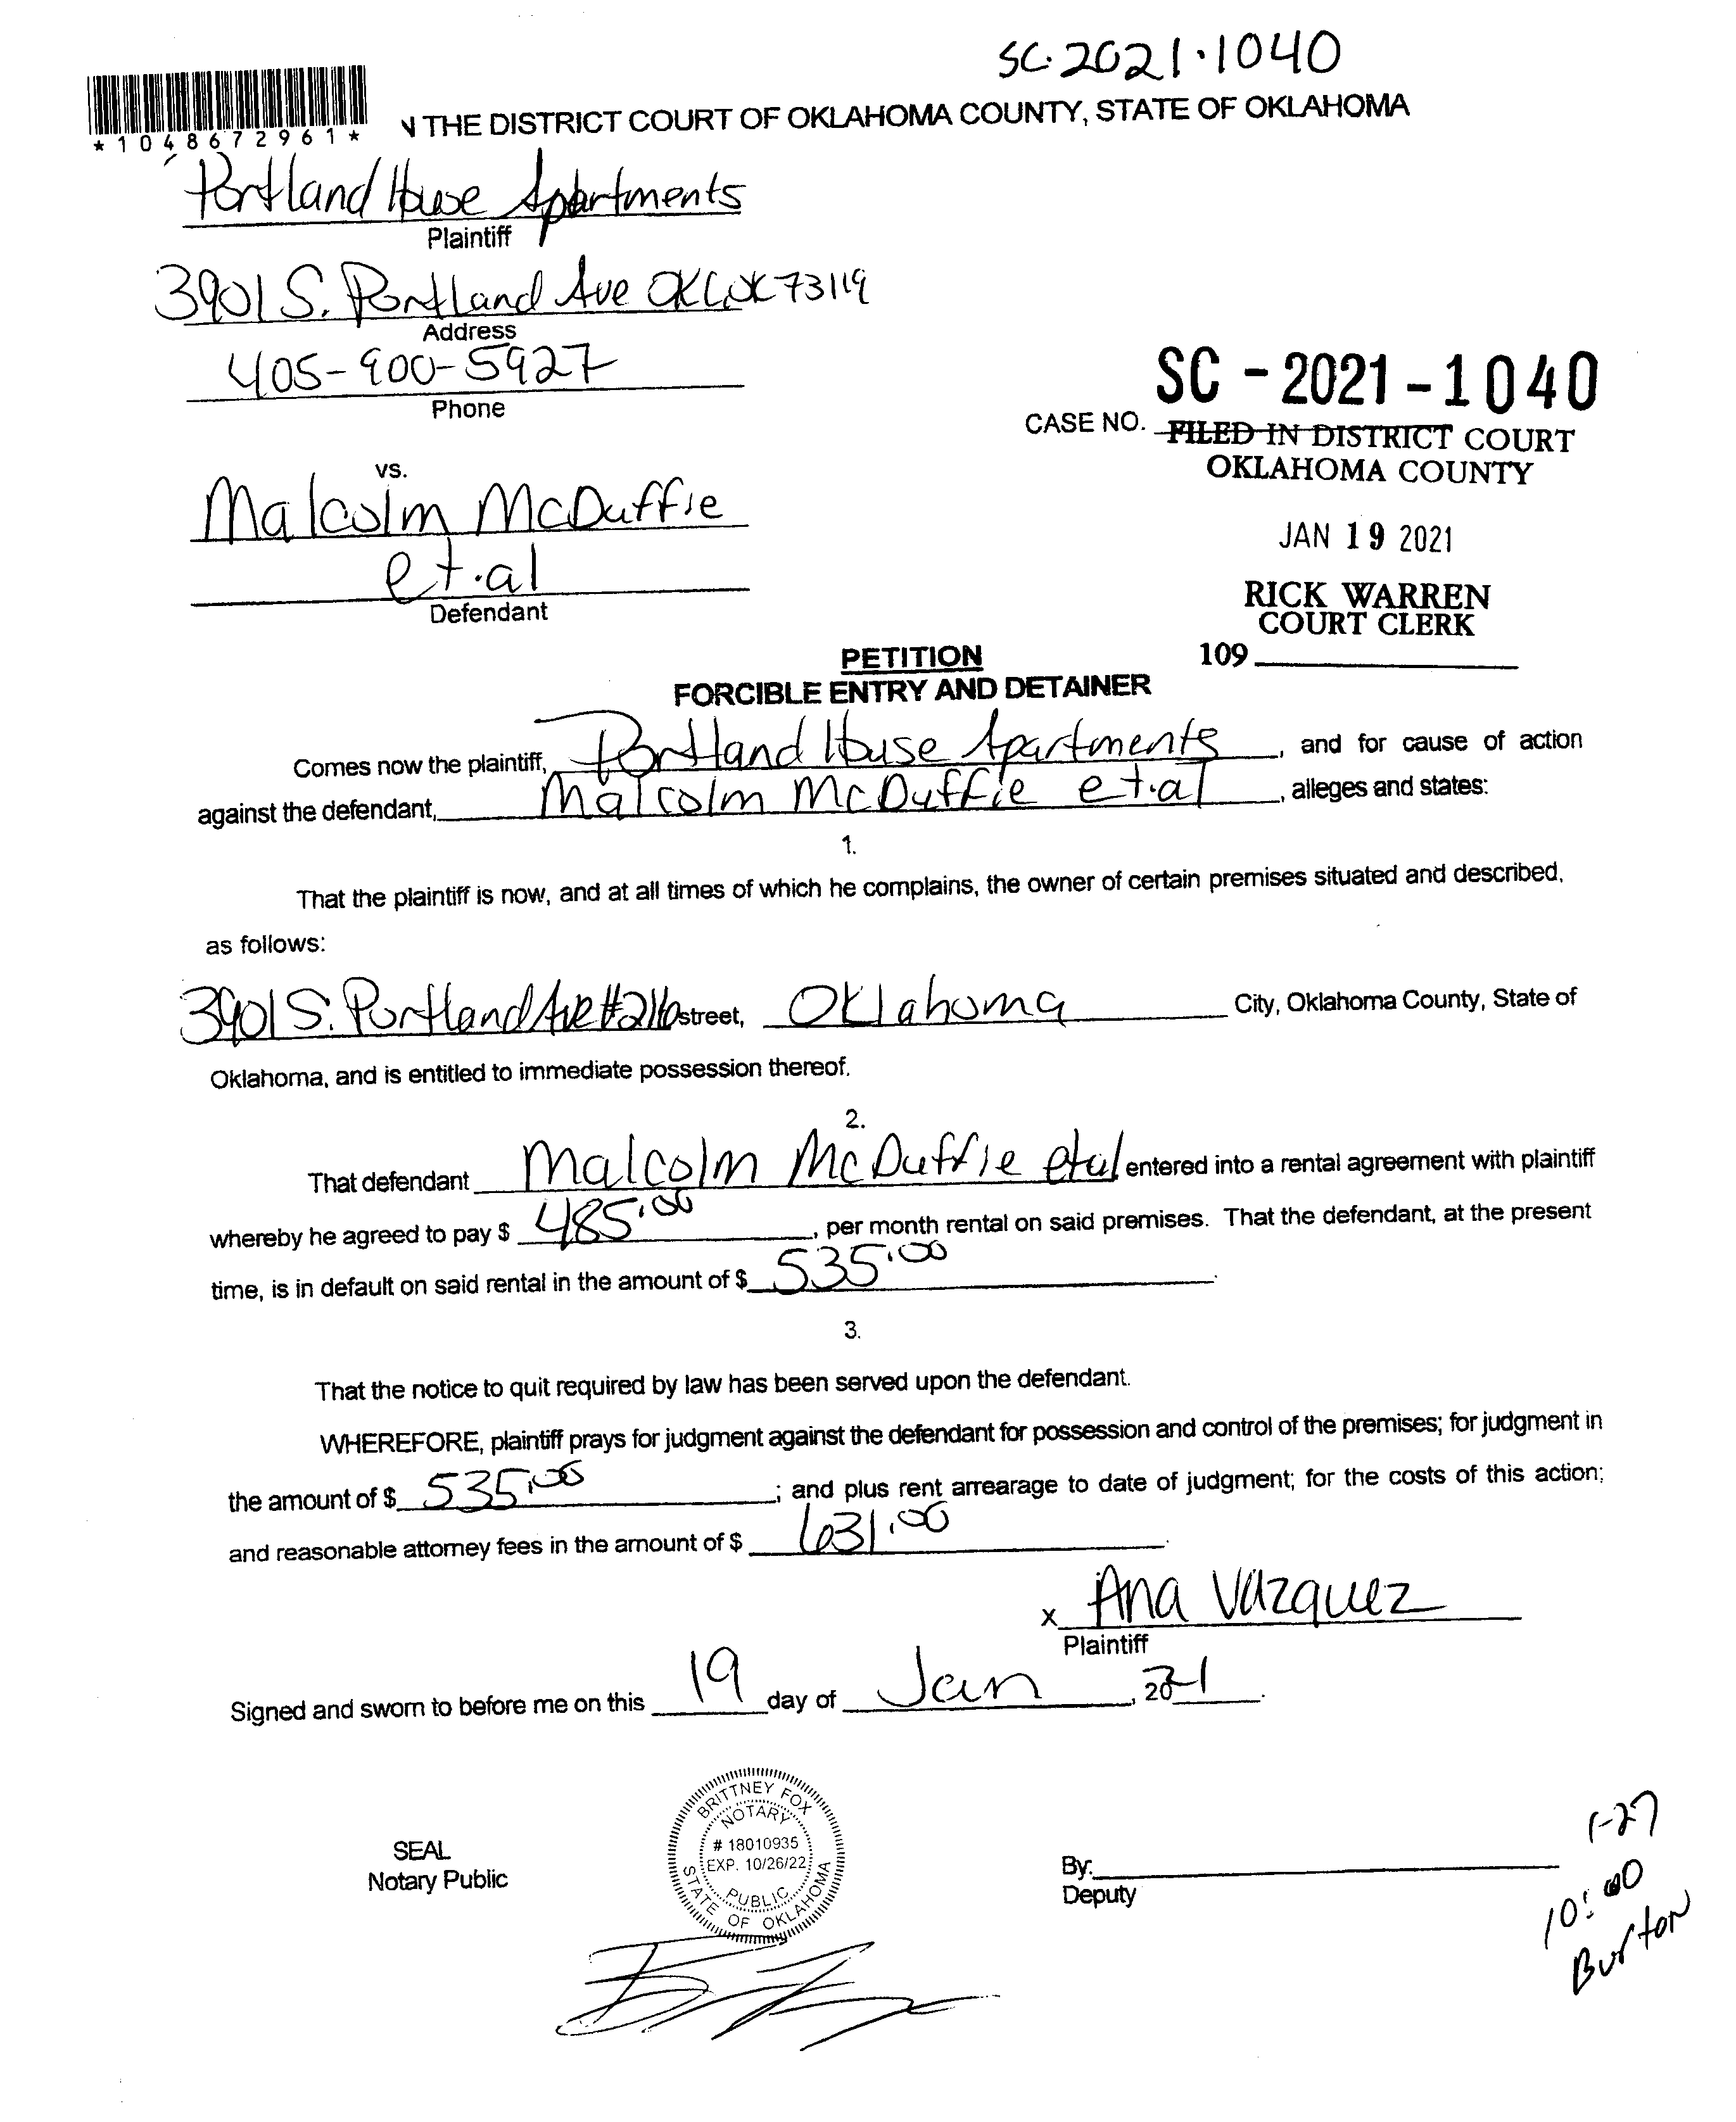 SC.2021.1040
*1048672961*
N THE DISTRICT COURT OF OKLAHOMA COUNTY, STATE OF OKLAHOMA
Portland House Apartments
Plaintiff
3901 S. Portland Ave OKC OK 73119
Address
405-900-5927
Phone
SC-2021-1040
CASE NO.
FILED IN DISTRICT COURT
OKLAHOMA COUNTY
JAN 19 2021
RICK WARREN
COURT CLERK
109
vs.
Malcolm McDuffie
et.al
Defendant
PETITION
FORCIBLE ENTRY AND DETAINER
Comes now the plaintiff, Portland House Apartments, and for cause of action
against the defendant, Malcolm McDuffie et.al, alleges and states:
1.
That the plaintiff is now, and at all times of which he complains, the owner of certain premises situated and described,
as follows:
3901 S. Portland Ave #216 street, Oklahoma City, Oklahoma County, State of
Oklahoma, and is entitled to immediate possession thereof.
2.
That defendant Malcolm McDuffie etal entered into a rental agreement with plaintiff
whereby he agreed to pay $ 485.00, per month rental on said premises. That the defendant, at the present
time, is in default on said rental in the amount of $ 535.00.
3.
That the notice to quit required by law has been served upon the defendant.
WHEREFORE, plaintiff prays for judgment against the defendant for possession and control of the premises; for judgment in
the amount of $ 535.00; and plus rent arrearage to date of judgment; for the costs of this action;
and reasonable attorney fees in the amount of $ 631.00.
x Ana Vazquez
Plaintiff
Signed and sworn to before me on this 19 day of Jan, 2021.
SEAL
Notary Public
BRITTNEY FOX
NOTARY
# 18010935
EXP. 10/26/22
PUBLIC
STATE OF OKLAHOMA
By:
Deputy
1-27
10:00
Burton